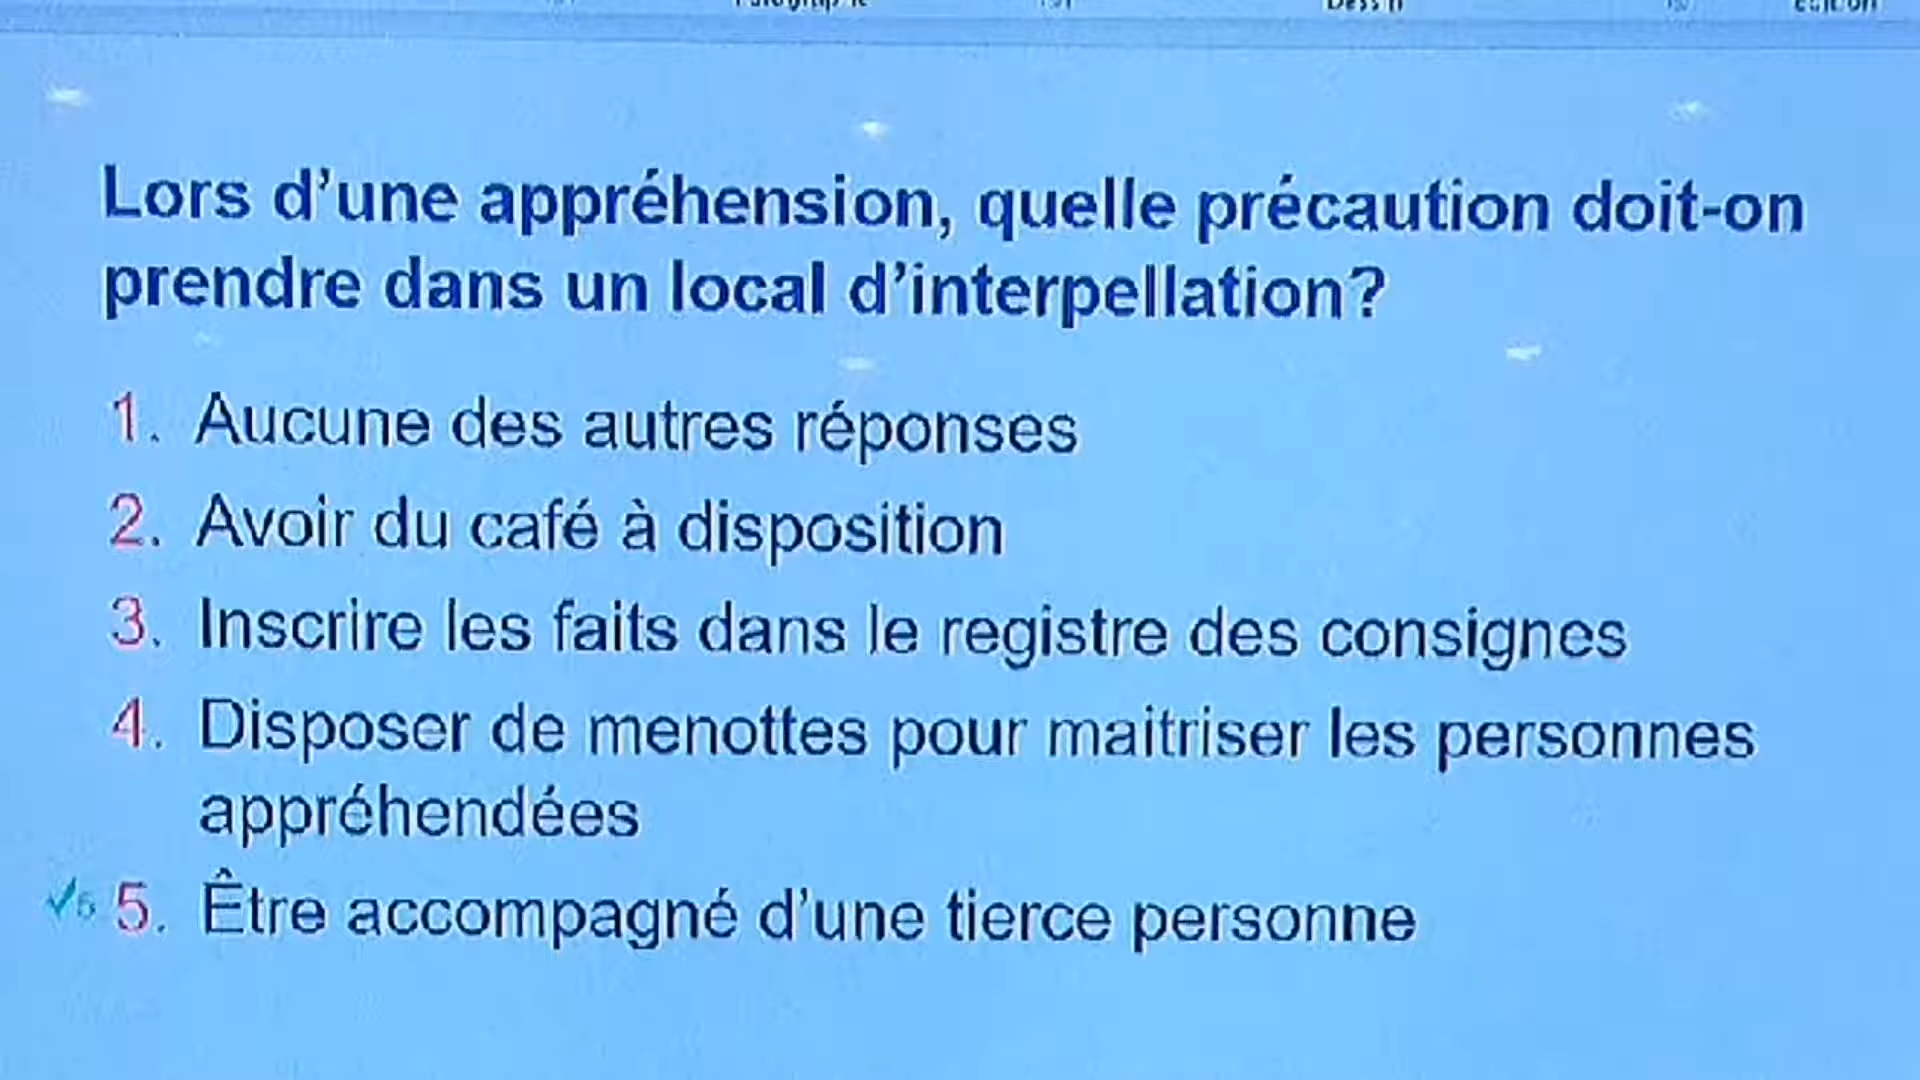 Lors d’une appréhension, quelle précaution doit-on
prendre dans un local d’interpellation?
1. Aucune des autres réponses
2. Avoir du café à disposition
3. Inscrire les faits dans le registre des consignes
4. Disposer de menottes pour maitriser les personnes
appréhendées
5. Être accompagné d’une tierce personne